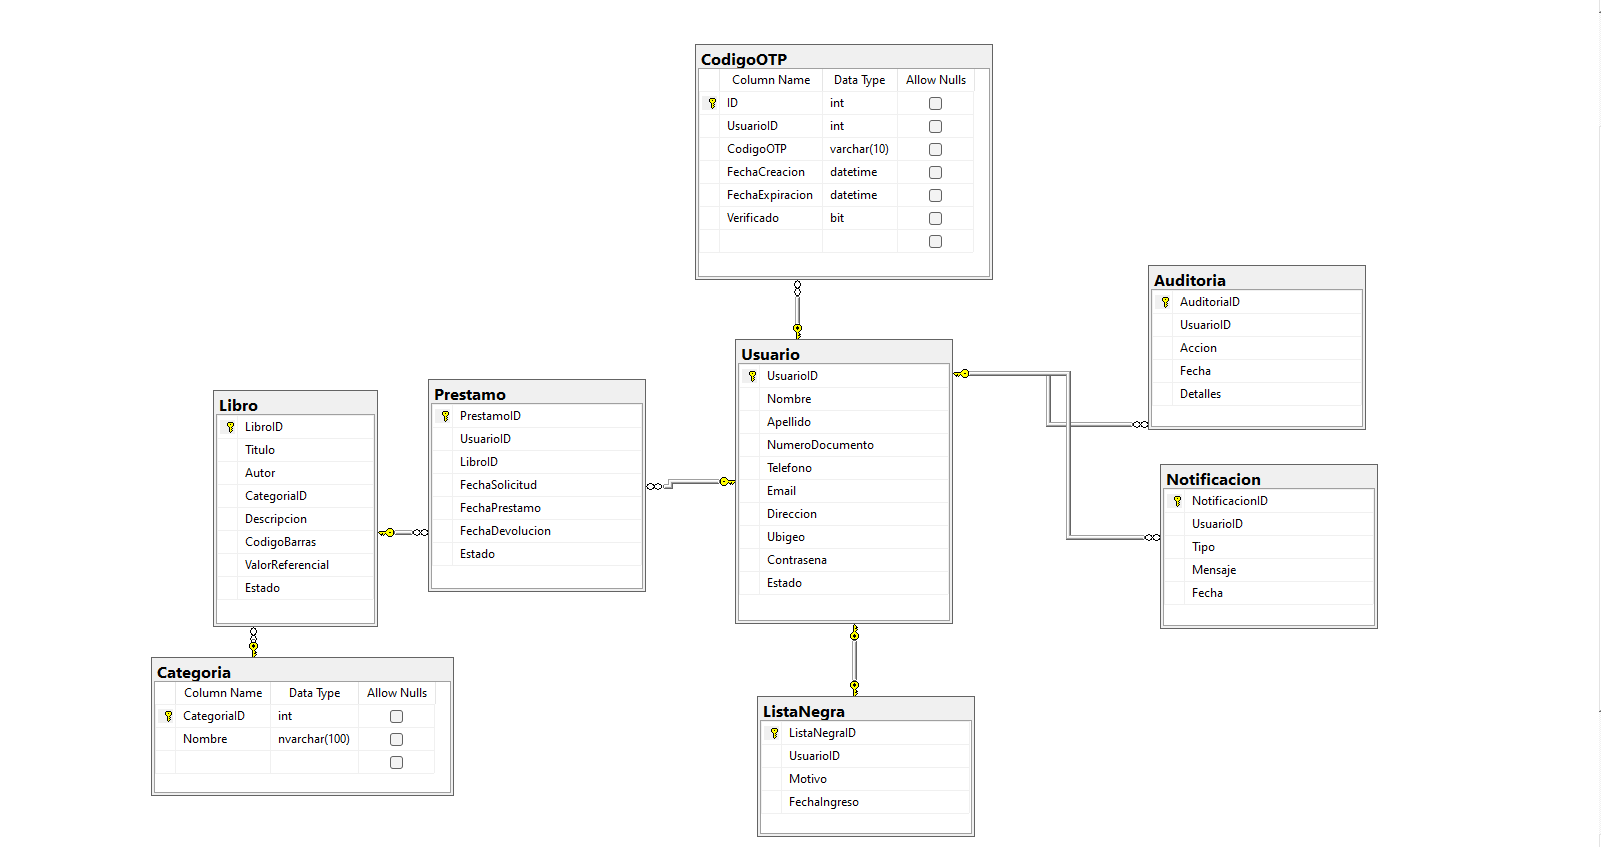 CodigoOTP
Column Name Data Type Allow Nulls
ID int
UsuarioID int
CodigoOTP varchar(10)
FechaCreacion datetime
FechaExpiracion datetime
Verificado bit
Auditoria
AuditoriaID
UsuarioID
Accion
Fecha
Detalles
Usuario
UsuarioID
Nombre
Apellido
NumeroDocumento
Telefono
Email
Direccion
Ubigeo
Contrasena
Estado
Prestamo
PrestamoID
UsuarioID
LibroID
FechaSolicitud
FechaPrestamo
FechaDevolucion
Estado
Libro
LibroID
Titulo
Autor
CategoriaID
Descripcion
CodigoBarras
ValorReferencial
Estado
Notificacion
NotificacionID
UsuarioID
Tipo
Mensaje
Fecha
Categoria
Column Name Data Type Allow Nulls
CategoriaID int
Nombre nvarchar(100)
ListaNegra
ListaNegraID
UsuarioID
Motivo
FechaIngreso